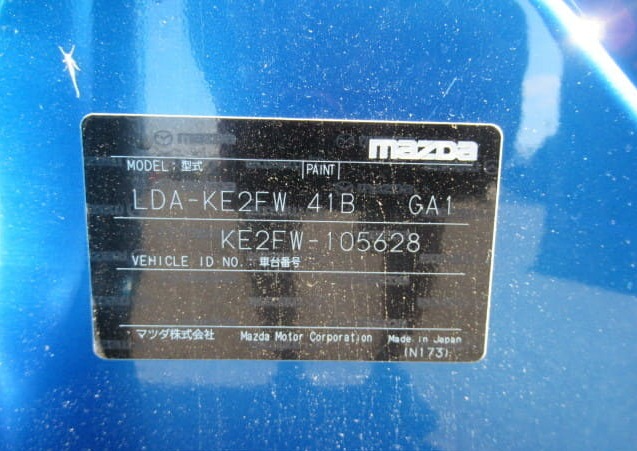 mazda
mazda
MODEL : 型式 PAINT
LDA-KE2FW 41B GA1
KE2FW-105628
VEHICLE ID NO. : 車台番号
マツダ株式会社 Mazda Motor Corporation Made in Japan
(N173)